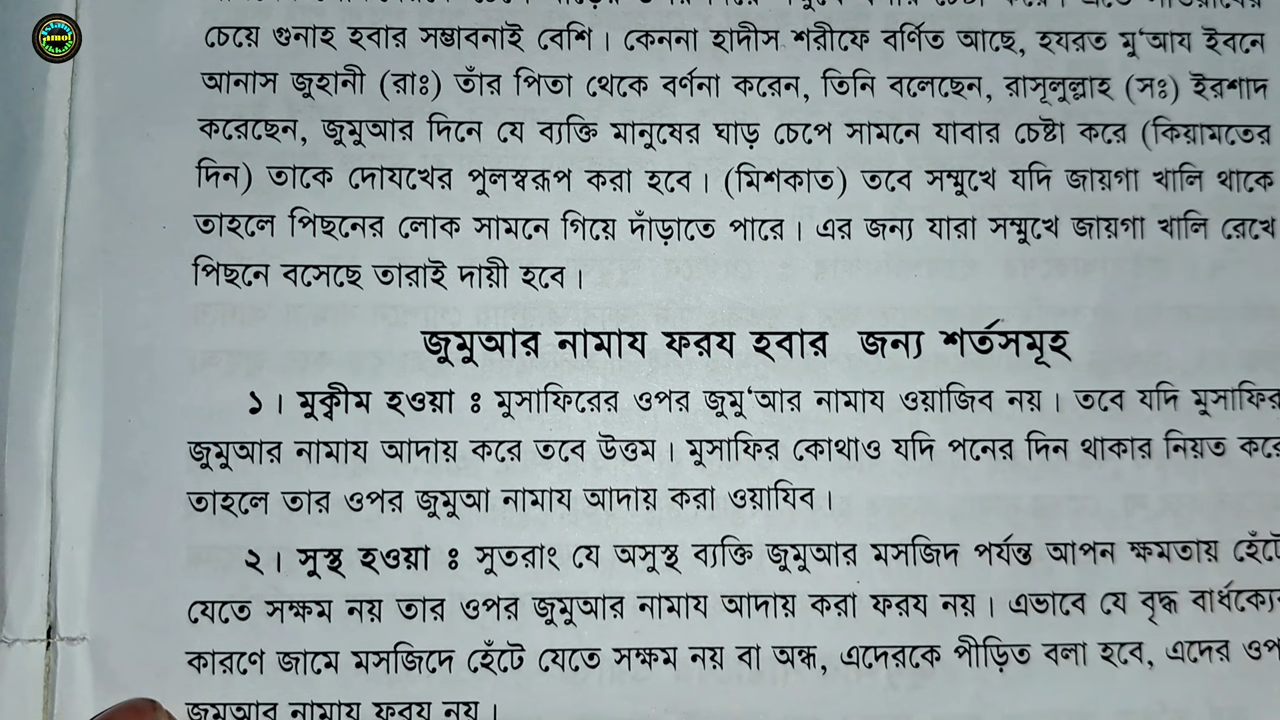 চেয়ে গুনাহ হবার সম্ভাবনাই বেশি। কেননা হাদীস শরীফে বর্ণিত আছে, হযরত মু'আয ইবনে
আনাস জুহানী (রাঃ) তাঁর পিতা থেকে বর্ণনা করেন, তিনি বলেছেন, রাসূলুল্লাহ (সঃ) ইরশাদ
করেছেন, জুমুআর দিনে যে ব্যক্তি মানুষের ঘাড় চেপে সামনে যাবার চেষ্টা করে (কিয়ামতের
দিন) তাকে দোযখের পুলস্বরূপ করা হবে। (মিশকাত) তবে সম্মুখে যদি জায়গা খালি থাকে
তাহলে পিছনের লোক সামনে গিয়ে দাঁড়াতে পারে। এর জন্য যারা সম্মুখে জায়গা খালি রেখে
পিছনে বসেছে তারাই দায়ী হবে।
জুমুআর নামায ফরয হবার জন্য শর্তসমূহ
১। মুক্বীম হওয়া ঃ মুসাফিরের ওপর জুমু'আর নামায ওয়াজিব নয়। তবে যদি মুসাফির
জুমুআর নামায আদায় করে তবে উত্তম। মুসাফির কোথাও যদি পনের দিন থাকার নিয়ত করে
তাহলে তার ওপর জুমুআ নামায আদায় করা ওয়াযিব।
২। সুস্থ হওয়া ঃ সুতরাং যে অসুস্থ ব্যক্তি জুমুআর মসজিদ পর্যন্ত আপন ক্ষমতায় হেঁটে
যেতে সক্ষম নয় তার ওপর জুমুআর নামায আদায় করা ফরয নয়। এভাবে যে বৃদ্ধ বার্ধক্যের
কারণে জামে মসজিদে হেঁটে যেতে সক্ষম নয় বা অন্ধ, এদেরকে পীড়িত বলা হবে, এদের ওপ
জুমুআর নামায ফরয নয়।